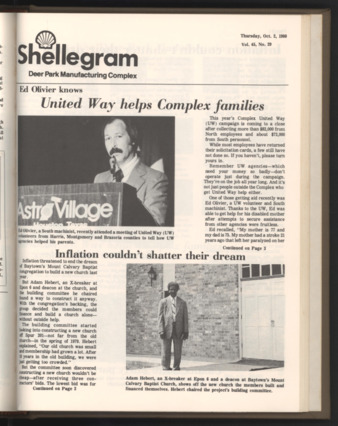 Thursday, Oct. 2, 1980
Shellegram
Vol. 45, No. 20
Deer Park Manufacturing Complex
Ed Olivier knows
United Way helps Complex families
This year's Complex United Way
(UW) campaign is coming to a close
after collecting more than $82,000 from
North employees and about $72,000
from South personnel.
While most employees have returned
their solicitation cards, a few still have
not done so. If you haven't, please turn
yours in.
Remember UW agencies—which
need your money so badly—don't
operate just during the campaign.
They're on the job all year long. And it's
not just people outside the Complex who
get United Way help either.
One of those getting aid recently was
Ed Olivier, a UW volunteer and South
machinist. Thanks to the UW, Ed was
able to get help for his disabled mother
after attempts to secure assistance
from other agencies were fruitless.
Ed recalled, "My mother is 77 and
my dad is 79. My mother had a stroke 2½
years ago that left her paralyzed on her
Continued on Page 2
Astro Village
Ed Olivier, a South machinist, recently attended a meeting of United Way (UW)
volunteers from Harris, Montgomery and Brazoria counties to tell how UW
agencies helped his parents.
Inflation couldn't shatter their dream
Inflation threatened to end the dream
of Baytown's Mount Calvary Baptist
congregation to build a new church last
year.
But Adam Hebert, an X-breaker at
Epon 6 and deacon at the church, and
the building committee he chaired
found a way to construct it anyway.
With the congregation's backing, the
group decided the members could
finance and build a church alone—
without outside help.
The building committee started
looking into constructing a new church
old
church—in the spring of 1979. Hebert
explained, "Our old church was small
and membership had grown a lot. After
years in the old building, we were
just getting too crowded."
But the committee soon discovered
constructing a new church wouldn't be
cheap—after receiving three con-
tractors' bids. The lowest bid was for
Continued on Page 2
Adam Hebert, an X-breaker at Epon 6 and a deacon at Baytown's Mount
Calvary Baptist Church, shows off the new church the members built and
financed themselves. Hebert chaired the project's building committee.